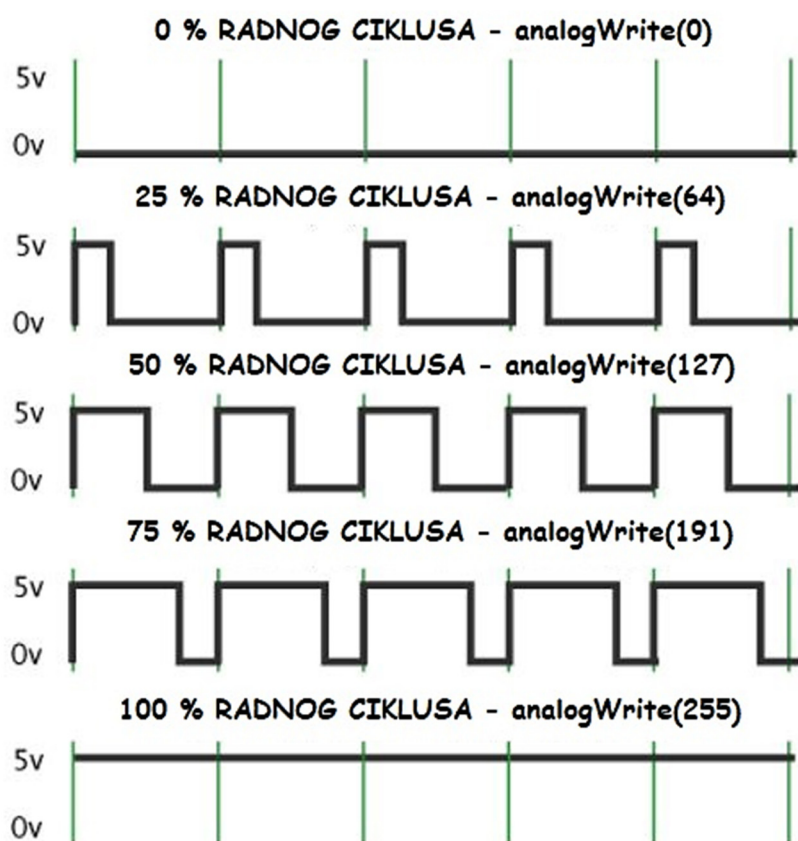 0 % RADNOG CIKLUSA - analogWrite(0)
5v
0v
25 % RADNOG CIKLUSA - analogWrite(64)
5v
0v
50 % RADNOG CIKLUSA - analogWrite(127)
5v
0v
75 % RADNOG CIKLUSA - analogWrite(191)
5v
0v
100 % RADNOG CIKLUSA - analogWrite(255)
5v
0v